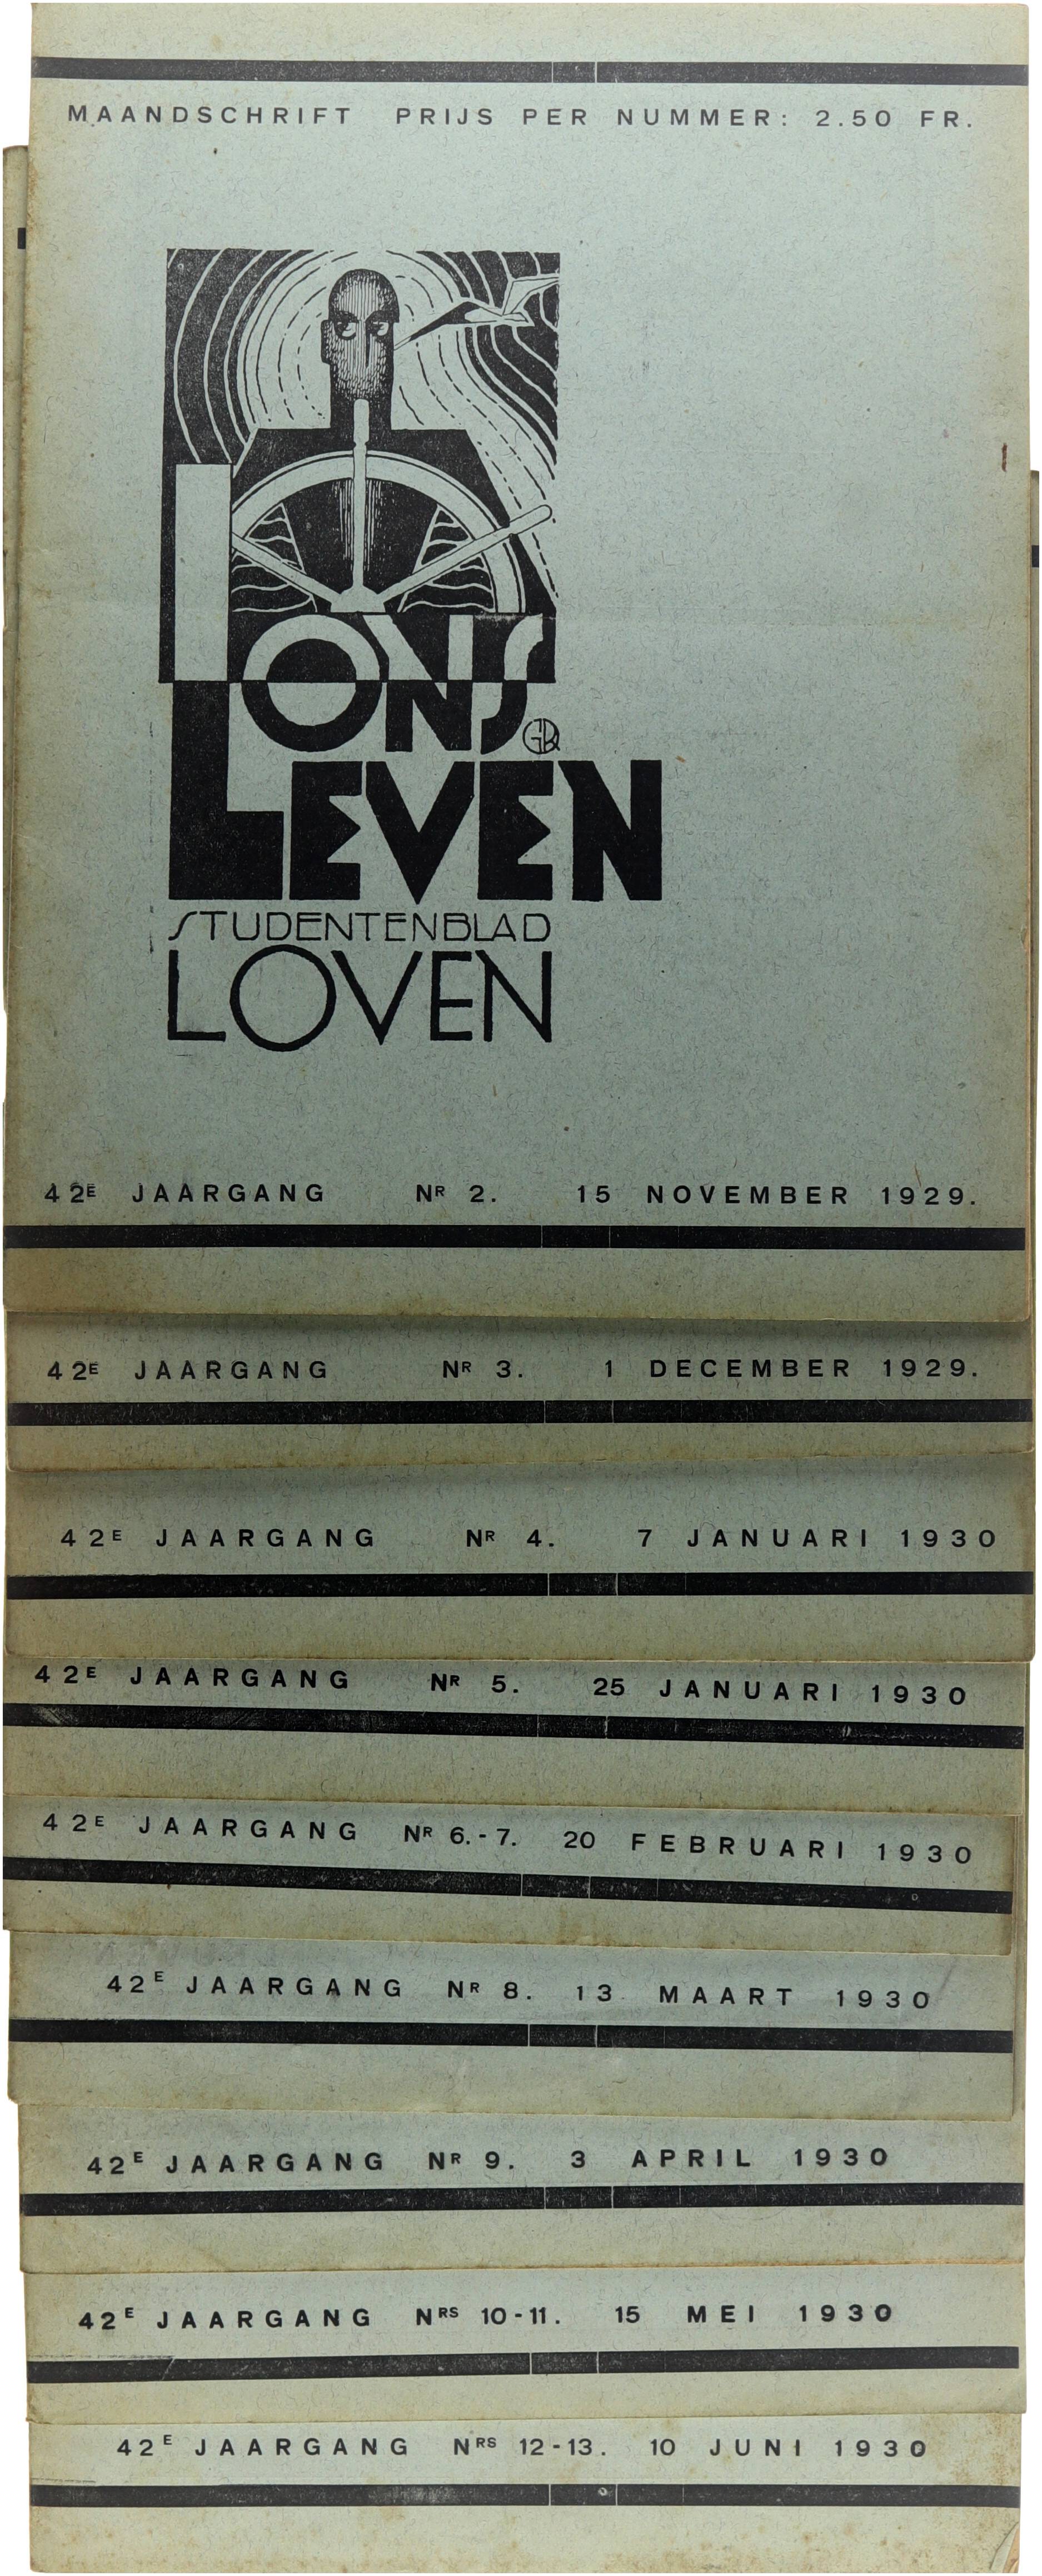 MAANDSCHRIFT PRIJS PER NUMMER: 2.50 FR.
ONS
GR
LEVEN
STUDENTENBLAD
LOVEN
42E JAARGANG NR 2. 15 NOVEMBER 1929.
42E JAARGANG NR 3. 1 DECEMBER 1929.
42E JAARGANG NR 4. 7 JANUARI 1930
42E JAARGANG NR 5. 25 JANUARI 1930
42E JAARGANG NR 6.-7. 20 FEBRUARI 1930
42E JAARGANG NR 8. 13 MAART 1930
42E JAARGANG NR 9. 3 APRIL 1930
42E JAARGANG NRS 10-11. 15 MEI 1930
42E JAARGANG NRS 12-13. 10 JUNI 1930